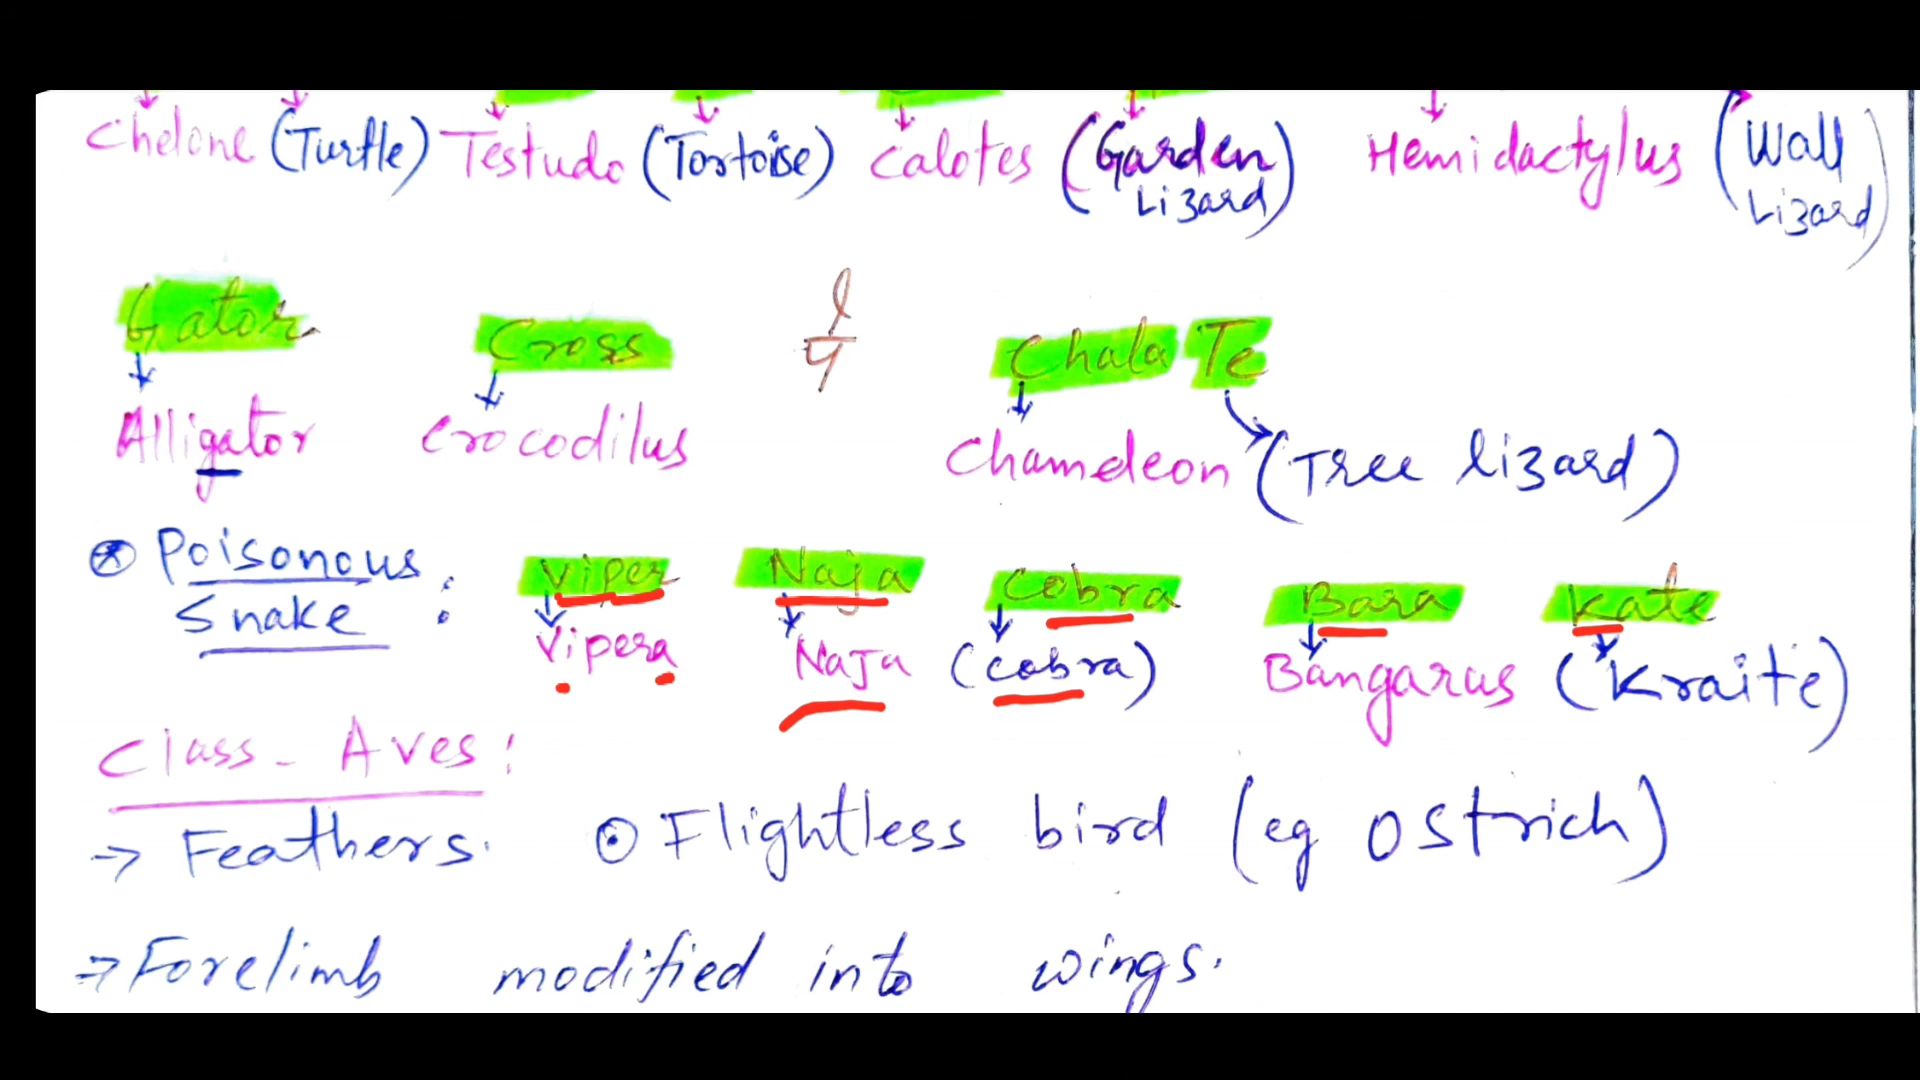 Chelone (Turtle) Testudo (Tortoise) Calotes (Garden Lizard) Hemidactylus (Wall Lizard)
Gator Cross Chala Te
Alligator Crocodilus Chameleon (Tree lizard)
Poisonous Snake : Viper Naja Cobra Bara Kate
Vipera Naja (Cobra) Bangarus (Kraite)
Class - Aves :
→ Feathers. Flightless bird (eg Ostrich)
→ Forelimb modified into wings.